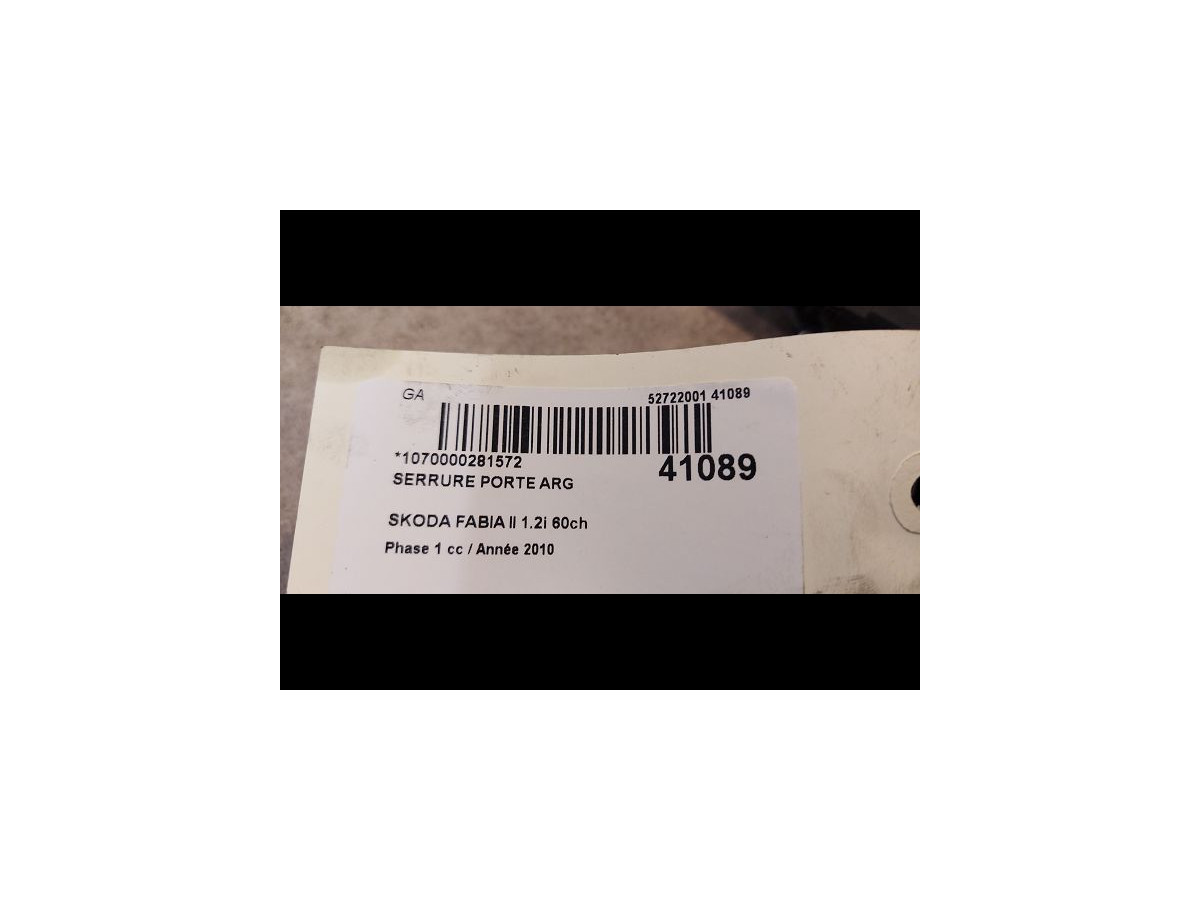 GA
52722001 41089
*1070000281572
41089
SERRURE PORTE ARG
SKODA FABIA II 1.2i 60ch
Phase 1 cc / Année 2010